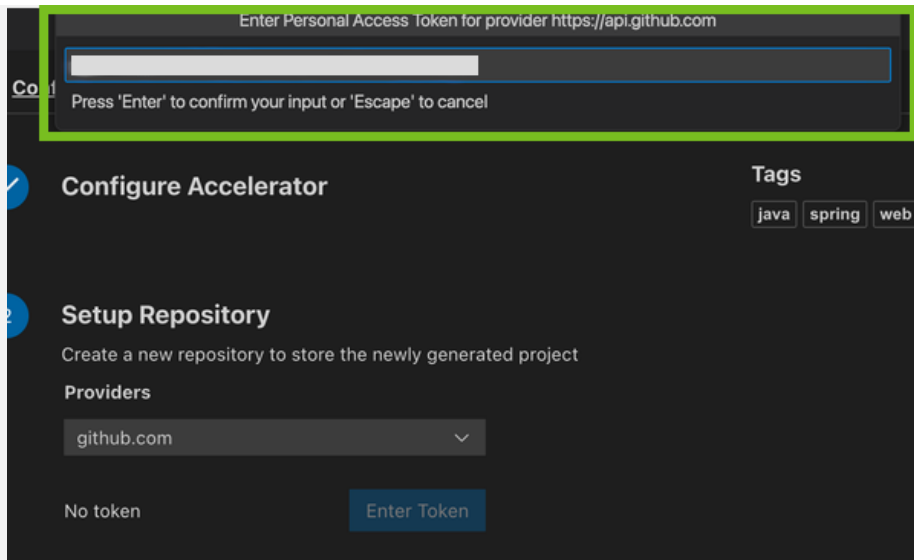 Enter Personal Access Token for provider https://api.github.com
Press 'Enter' to confirm your input or 'Escape' to cancel
Configure Accelerator
Tags
java spring web
2
Setup Repository
Create a new repository to store the newly generated project
Providers
github.com
No token
Enter Token